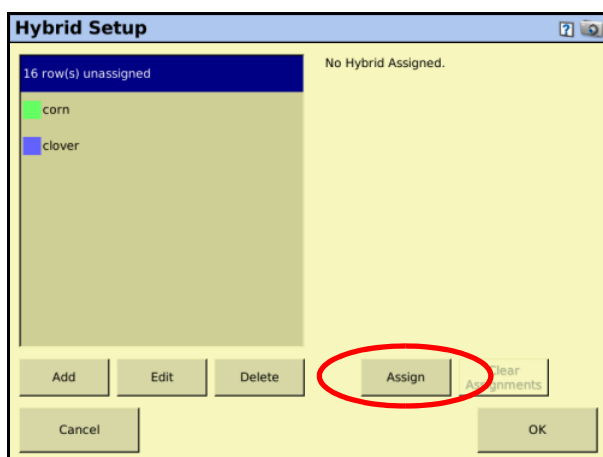 Hybrid Setup
16 row(s) unassigned
No Hybrid Assigned.
corn
clover
Add
Edit
Delete
Assign
Clear
Assignments
Cancel
OK